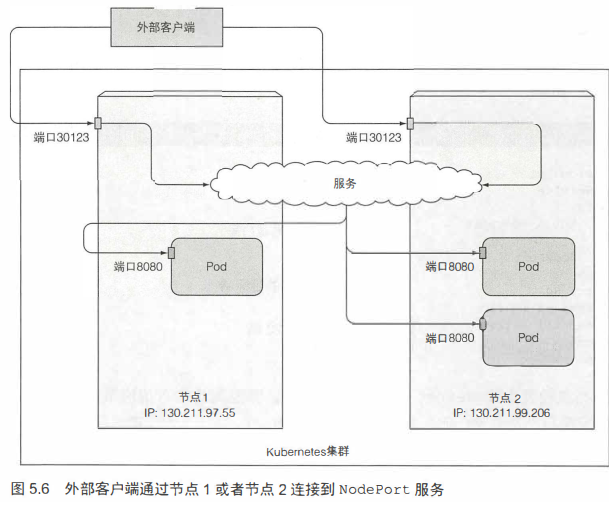 外部客户端
端口30123
端口30123
服务
端口8080
Pod
端口8080
Pod
端口8080
Pod
节点1
IP: 130.211.97.55
节点 2
IP: 130.211.99.206
Kubernetes集群
图 5.6 外部客户端通过节点 1 或者节点 2 连接到 NodePort 服务